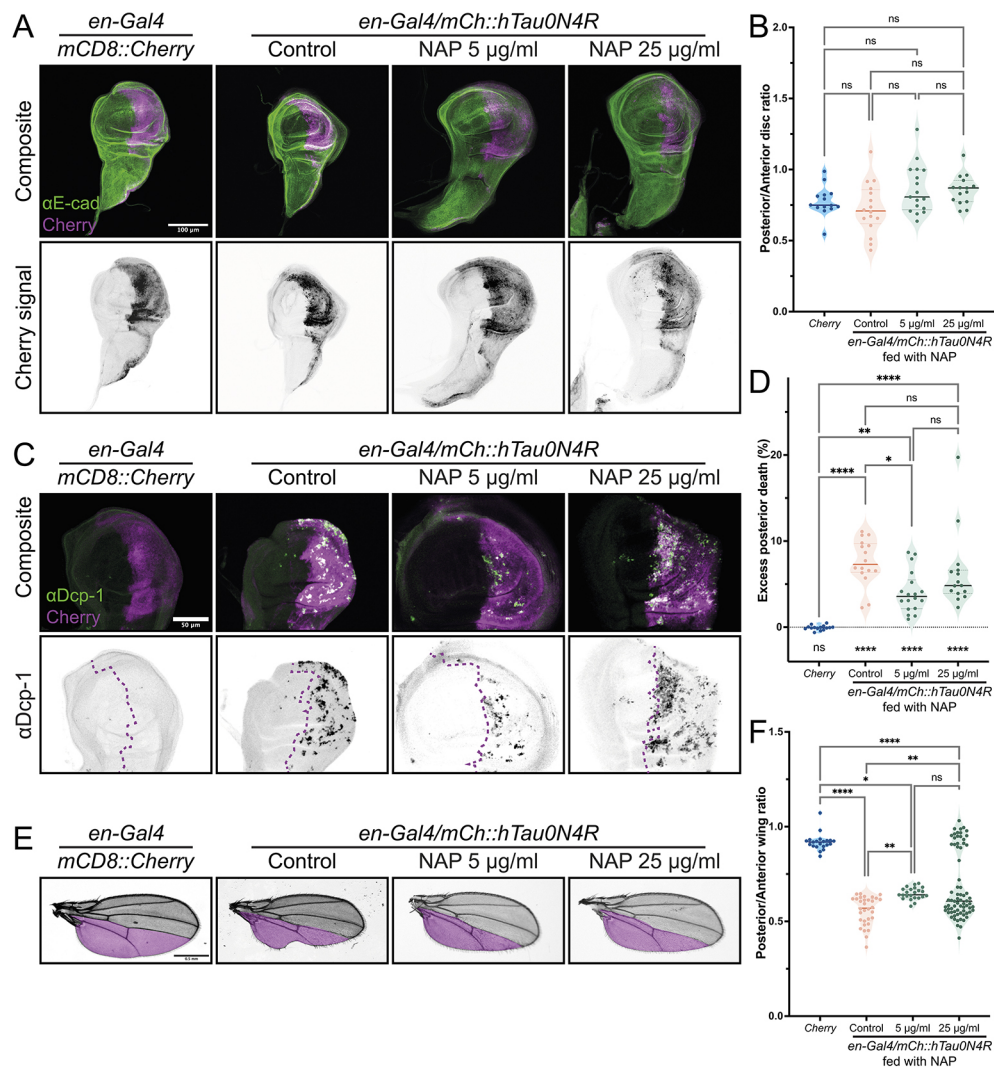 A
en-Gal4
mCD8::Cherry
en-Gal4/mCh::hTau0N4R
Control
NAP 5 µg/ml
NAP 25 µg/ml
Composite
αE-cad
Cherry
100 µm
Cherry signal
B
Posterior/Anterior disc ratio
2.0
1.5
1.0
0.5
0.0
ns
ns
ns
ns
ns
ns
Cherry
Control
5 µg/ml
25 µg/ml
en-Gal4/mCh::hTau0N4R
fed with NAP
C
en-Gal4
mCD8::Cherry
en-Gal4/mCh::hTau0N4R
Control
NAP 5 µg/ml
NAP 25 µg/ml
Composite
αDcp-1
Cherry
50 µm
αDcp-1
D
Excess posterior death (%)
20
10
0
****
ns
**
ns
****
*
ns
****
****
****
Cherry
Control
5 µg/ml
25 µg/ml
en-Gal4/mCh::hTau0N4R
fed with NAP
E
en-Gal4
mCD8::Cherry
en-Gal4/mCh::hTau0N4R
Control
NAP 5 µg/ml
NAP 25 µg/ml
0.5 mm
F
Posterior/Anterior wing ratio
1.5
1.0
0.5
0.0
****
**
*
ns
****
**
Cherry
Control
5 µg/ml
25 µg/ml
en-Gal4/mCh::hTau0N4R
fed with NAP